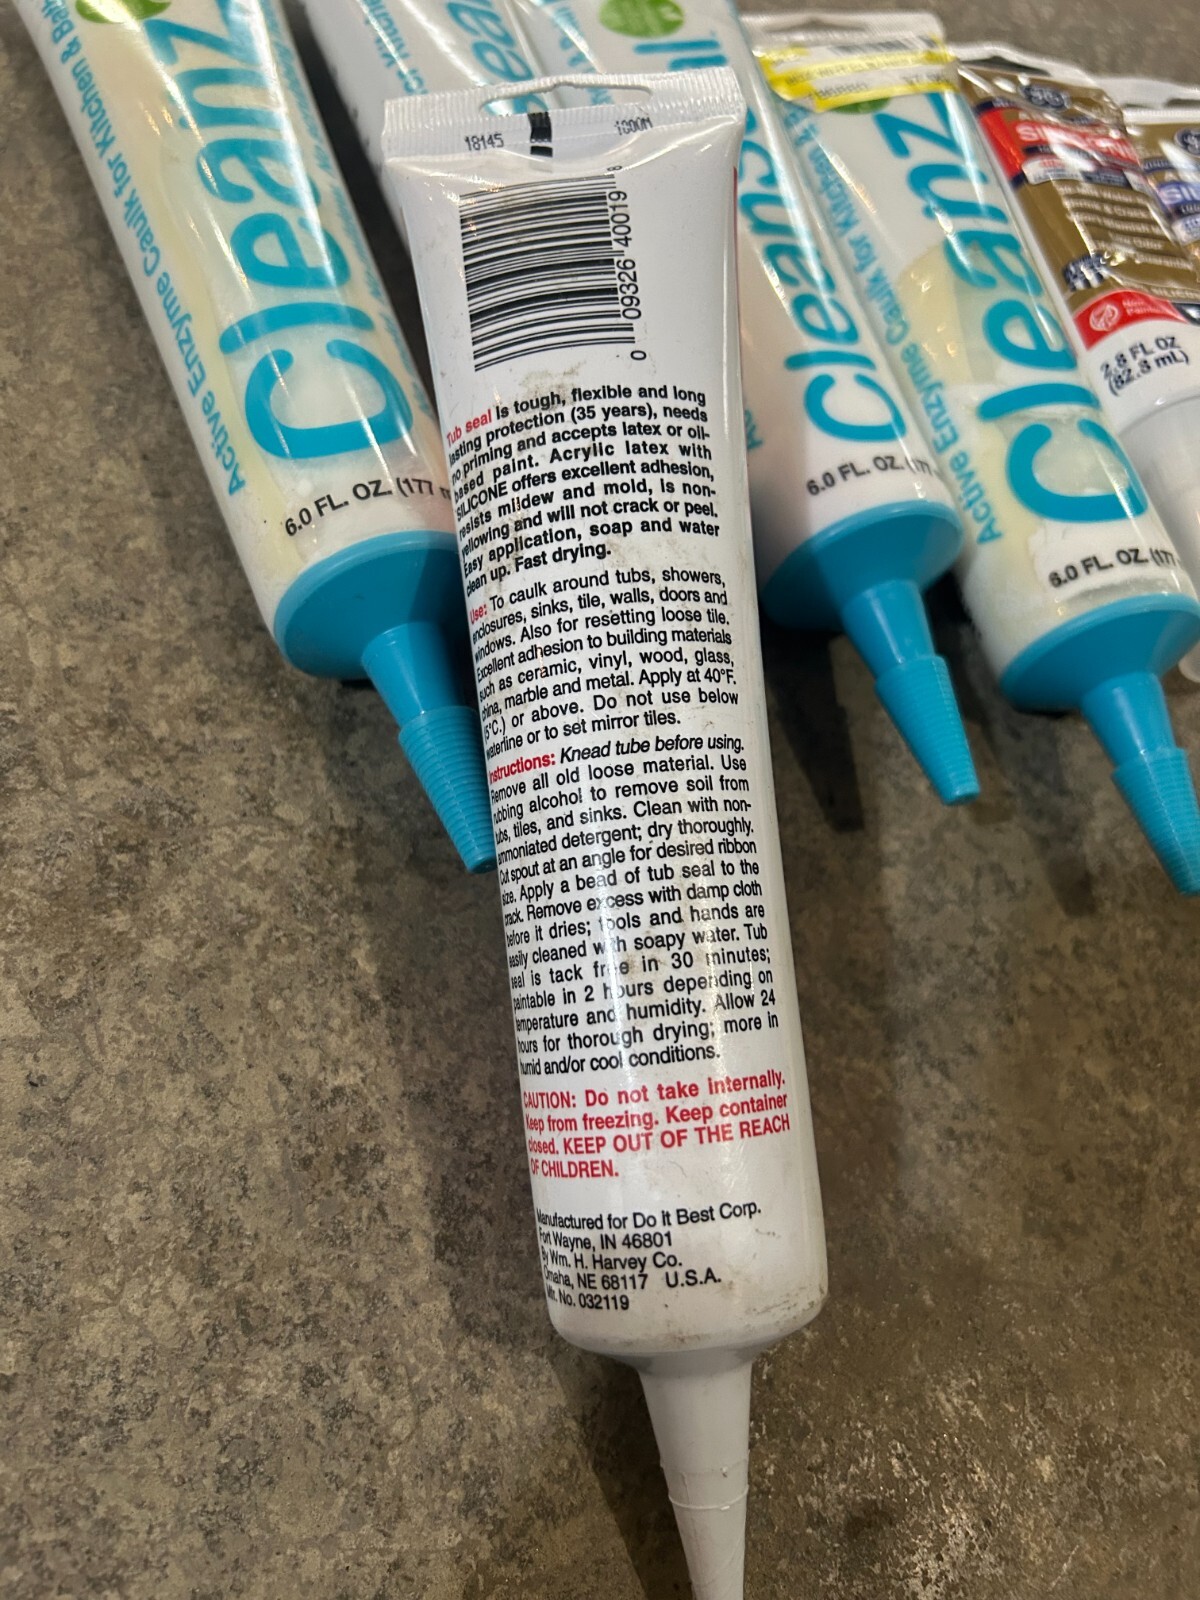 Active Enzyme Caulk for Kitchen & Bath
Cleanz
6.0 FL. OZ. (177
18145
1000M
0 09326 40019 8
Tub seal is tough, flexible and long
lasting protection (35 years), needs
no priming and accepts latex or oil-
based paint. Acrylic latex with
SILICONE offers excellent adhesion,
resists mildew and mold, is non-
yellowing and will not crack or peel.
Easy application, soap and water
clean up. Fast drying.
Use: To caulk around tubs, showers,
enclosures, sinks, tile, walls, doors and
windows. Also for resetting loose tile.
Excellent adhesion to building materials
such as ceramic, vinyl, wood, glass,
china, marble and metal. Apply at 40°F.
(5°C.) or above. Do not use below
waterline or to set mirror tiles.
Instructions: Knead tube before using.
Remove all old loose material. Use
rubbing alcohol to remove soil from
tubs, tiles, and sinks. Clean with non-
ammoniated detergent; dry thoroughly.
Cut spout at an angle for desired ribbon
size. Apply a bead of tub seal to the
crack. Remove excess with damp cloth
before it dries; tools and hands are
easily cleaned with soapy water. Tub
seal is tack free in 30 minutes;
paintable in 2 hours depending on
temperature and humidity. Allow 24
hours for thorough drying; more in
humid and/or cool conditions.
CAUTION: Do not take internally.
Keep from freezing. Keep container
closed. KEEP OUT OF THE REACH
OF CHILDREN.
Manufactured for Do it Best Corp.
Fort Wayne, IN 46801
By Wm. H. Harvey Co.
Omaha, NE 68117 U.S.A.
Mfr. No. 032119
Cleans
6.0 FL. OZ. (177
Active Enzyme Caulk for Kitchen & B
Cleanz
6.0 FL. OZ. (177
2.8 FL OZ
(82.8 mL)